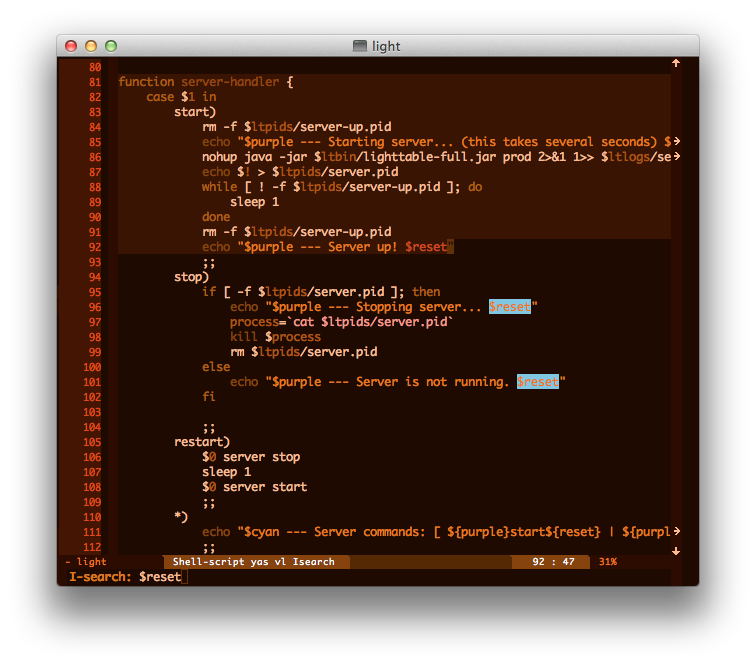 light
80
81 function server-handler {
82     case $1 in
83         start)
84             rm -f $ltpids/server-up.pid
85             echo "$purple --- Starting server... (this takes several seconds) $
86             nohup java -jar $ltbin/lighttable-full.jar prod 2>&1 1>> $ltlogs/se
87             echo $! > $ltpids/server.pid
88             while [ ! -f $ltpids/server-up.pid ]; do
89                 sleep 1
90             done
91             rm -f $ltpids/server-up.pid
92             echo "$purple --- Server up! $reset"
93             ;;
94         stop)
95             if [ -f $ltpids/server.pid ]; then
96                 echo "$purple --- Stopping server... $reset"
97                 process=`cat $ltpids/server.pid`
98                 kill $process
99                 rm $ltpids/server.pid
100             else
101                 echo "$purple --- Server is not running. $reset"
102             fi
103
104             ;;
105         restart)
106             $0 server stop
107             sleep 1
108             $0 server start
109             ;;
110         *)
111             echo "$cyan --- Server commands: [ ${purple}start${reset} | ${purpl
112             ;;
- light Shell-script yas vl Isearch 92 : 47 31%
I-search: $reset